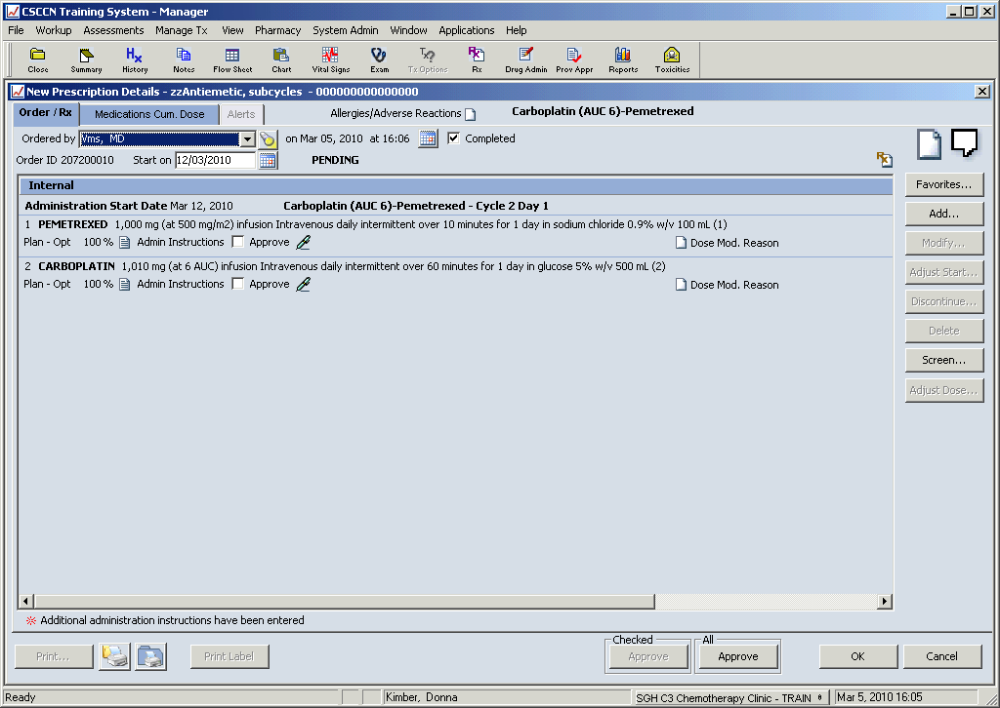 CSCCN Training System - Manager
File Workup Assessments Manage Tx View Pharmacy System Admin Window Applications Help
Close Summary History Notes Flow Sheet Chart Vital Signs Exam Tx Options Rx Drug Admin Prov Appr Reports Toxicities
New Prescription Details - zzAntiemetic, subcycles - 000000000000000
Order / Rx Medications Cum. Dose Alerts Allergies/Adverse Reactions Carboplatin (AUC 6)-Pemetrexed
Ordered by Vms, MD on Mar 05, 2010 at 16:06 Completed
Order ID 207200010 Start on 12/03/2010 PENDING
Internal
Favorites...
Administration Start Date Mar 12, 2010 Carboplatin (AUC 6)-Pemetrexed - Cycle 2 Day 1
Add...
1 PEMETREXED 1,000 mg (at 500 mg/m2) infusion Intravenous daily intermittent over 10 minutes for 1 day in sodium chloride 0.9% w/v 100 mL (1)
Plan - Opt 100 % Admin Instructions Approve Dose Mod. Reason
Modify...
2 CARBOPLATIN 1,010 mg (at 6 AUC) infusion Intravenous daily intermittent over 60 minutes for 1 day in glucose 5% w/v 500 mL (2)
Adjust Start...
Plan - Opt 100 % Admin Instructions Approve Dose Mod. Reason
Discontinue...
Delete
Screen...
Adjust Dose...
Additional administration instructions have been entered
Checked All
Print... Print Label Approve Approve OK Cancel
Ready Kimber, Donna SGH C3 Chemotherapy Clinic - TRAIN Mar 5, 2010 16:05